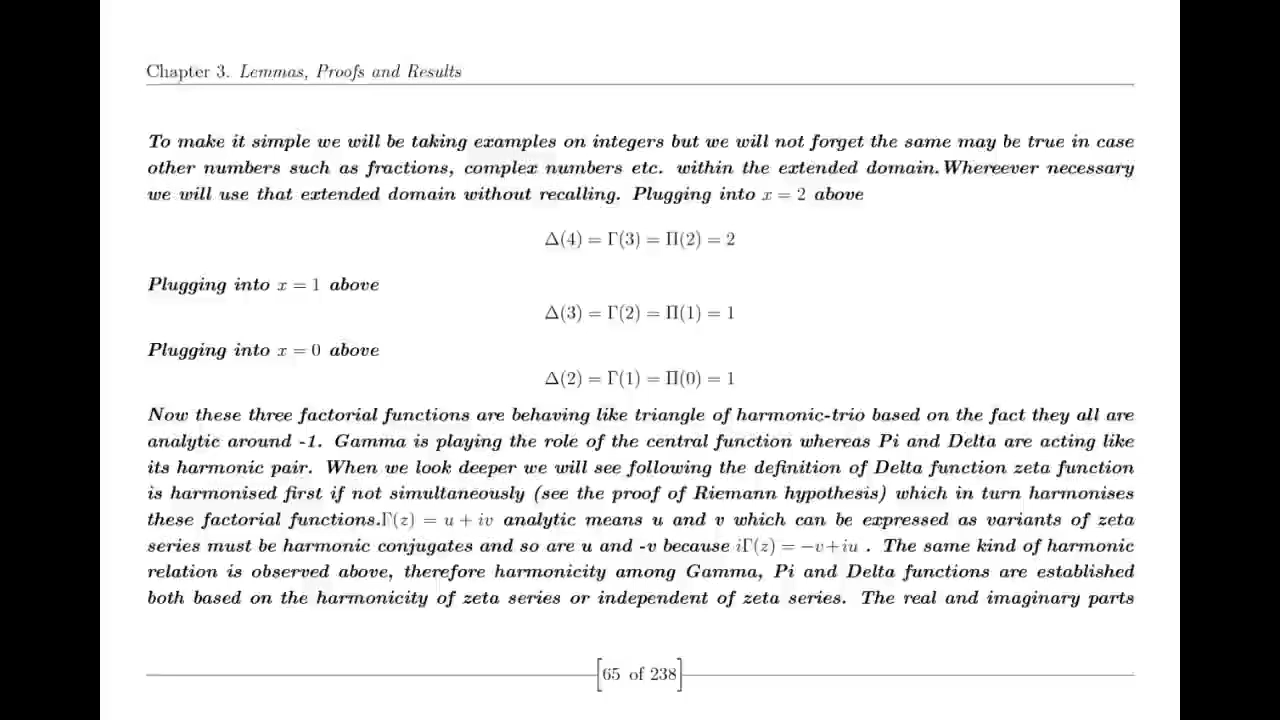 Chapter 3. Lemmas, Proofs and Results
To make it simple we will be taking examples on integers but we will not forget the same may be true in case
other numbers such as fractions, complex numbers etc. within the extended domain.Whereever necessary
we will use that extended domain without recalling. Plugging into x = 2 above
Δ(4) = Γ(3) = Π(2) = 2
Plugging into x = 1 above
Δ(3) = Γ(2) = Π(1) = 1
Plugging into x = 0 above
Δ(2) = Γ(1) = Π(0) = 1
Now these three factorial functions are behaving like triangle of harmonic-trio based on the fact they all are
analytic around -1. Gamma is playing the role of the central function whereas Pi and Delta are acting like
its harmonic pair. When we look deeper we will see following the definition of Delta function zeta function
is harmonised first if not simultaneously (see the proof of Riemann hypothesis) which in turn harmonises
these factorial functions.Γ(z) = u + iv analytic means u and v which can be expressed as variants of zeta
series must be harmonic conjugates and so are u and -v because iΓ(z) = −v+iu . The same kind of harmonic
relation is observed above, therefore harmonicity among Gamma, Pi and Delta functions are established
both based on the harmonicity of zeta series or independent of zeta series. The real and imaginary parts
[65 of 238]